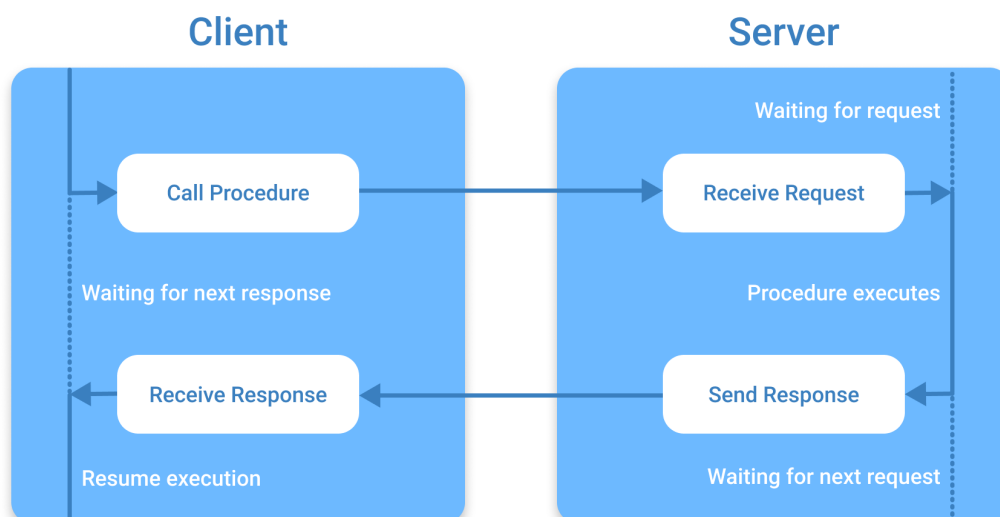 Client
Server
Waiting for request
Call Procedure
Receive Request
Waiting for next response
Procedure executes
Receive Response
Send Response
Resume execution
Waiting for next request